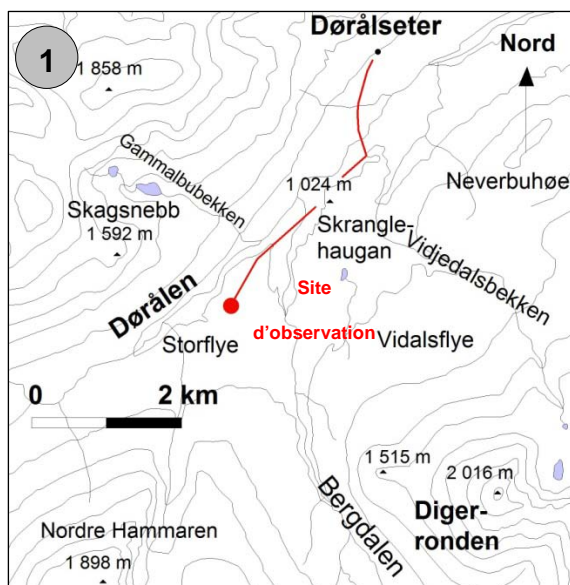 1
Dørålseter
Nord
1 858 m
Gammalbubekken
Neverbuhøe
1 024 m
Skagsnebb
1 592 m
Skrangle-
haugan
Vidjedalsbekken
Dørålen
Site
d'observation
Storflye
Vidalsflye
0 2 km
1 515 m
2 016 m
Bergdalen
Diger-
ronden
Nordre Hammaren
1 898 m